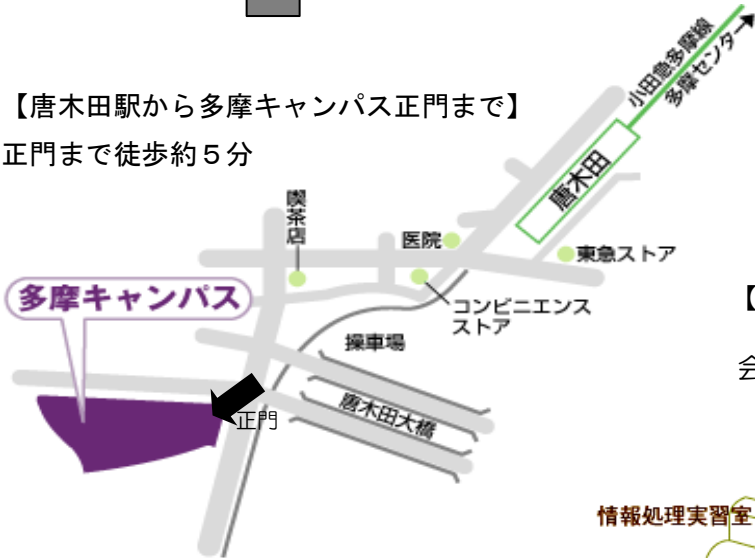 【唐木田駅から多摩キャンパス正門まで】
正門まで徒歩約５分
小田急多摩線
多摩センター
唐木田
喫茶店
医院
東急ストア
多摩キャンパス
コンビニエンス
ストア
操車場
【
会
唐木田大橋
正門
情報処理実習室